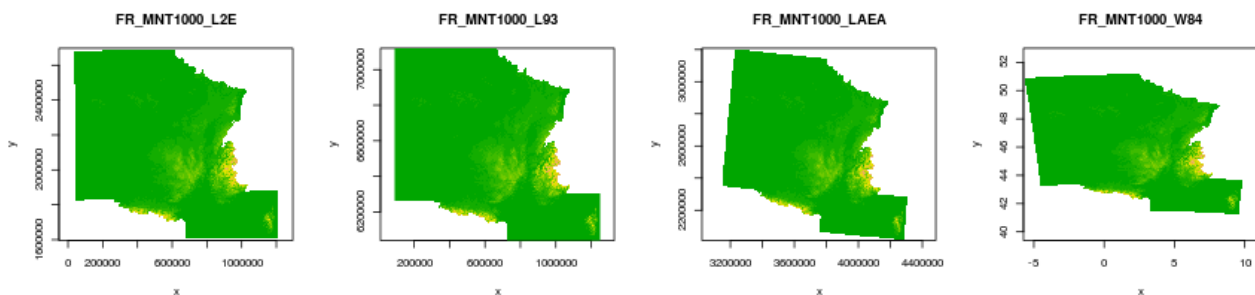 FR_MNT1000_L2E
y
1600000
2000000
2400000
0
200000
600000
1000000
x
FR_MNT1000_L93
y
6200000
6600000
7000000
200000
600000
1000000
x
FR_MNT1000_LAEA
y
2200000
2600000
3000000
3200000
3600000
4000000
4400000
x
FR_MNT1000_W84
y
40
42
44
46
48
50
52
-5
0
5
10
x